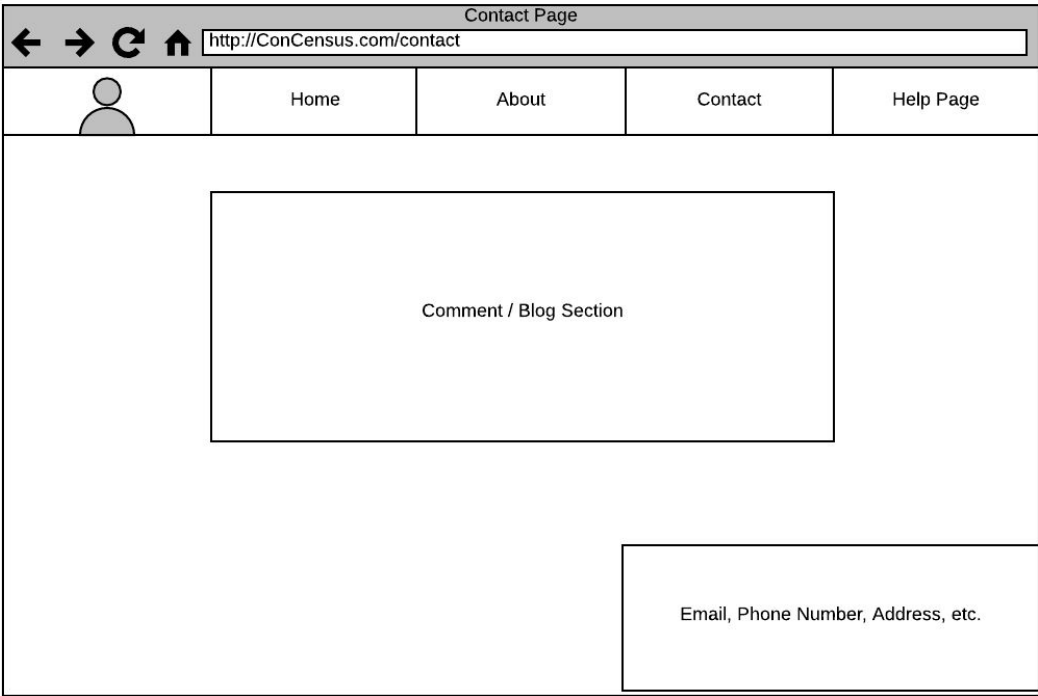 Contact Page
http://ConCensus.com/contact
Home
About
Contact
Help Page
Comment / Blog Section
Email, Phone Number, Address, etc.